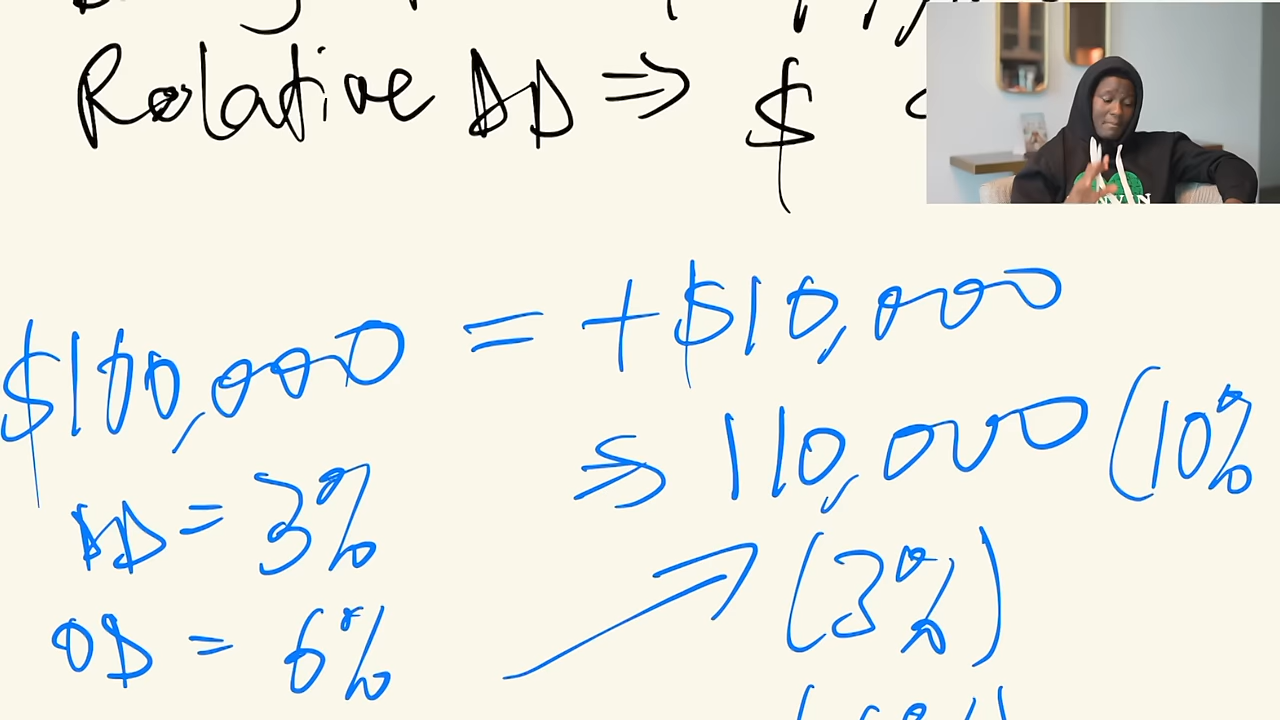 Relative DD ⇒ $
$100,000 = +$10,000
⇒ 110,000 (10%
DD = 3%
(3%)
OD = 6%